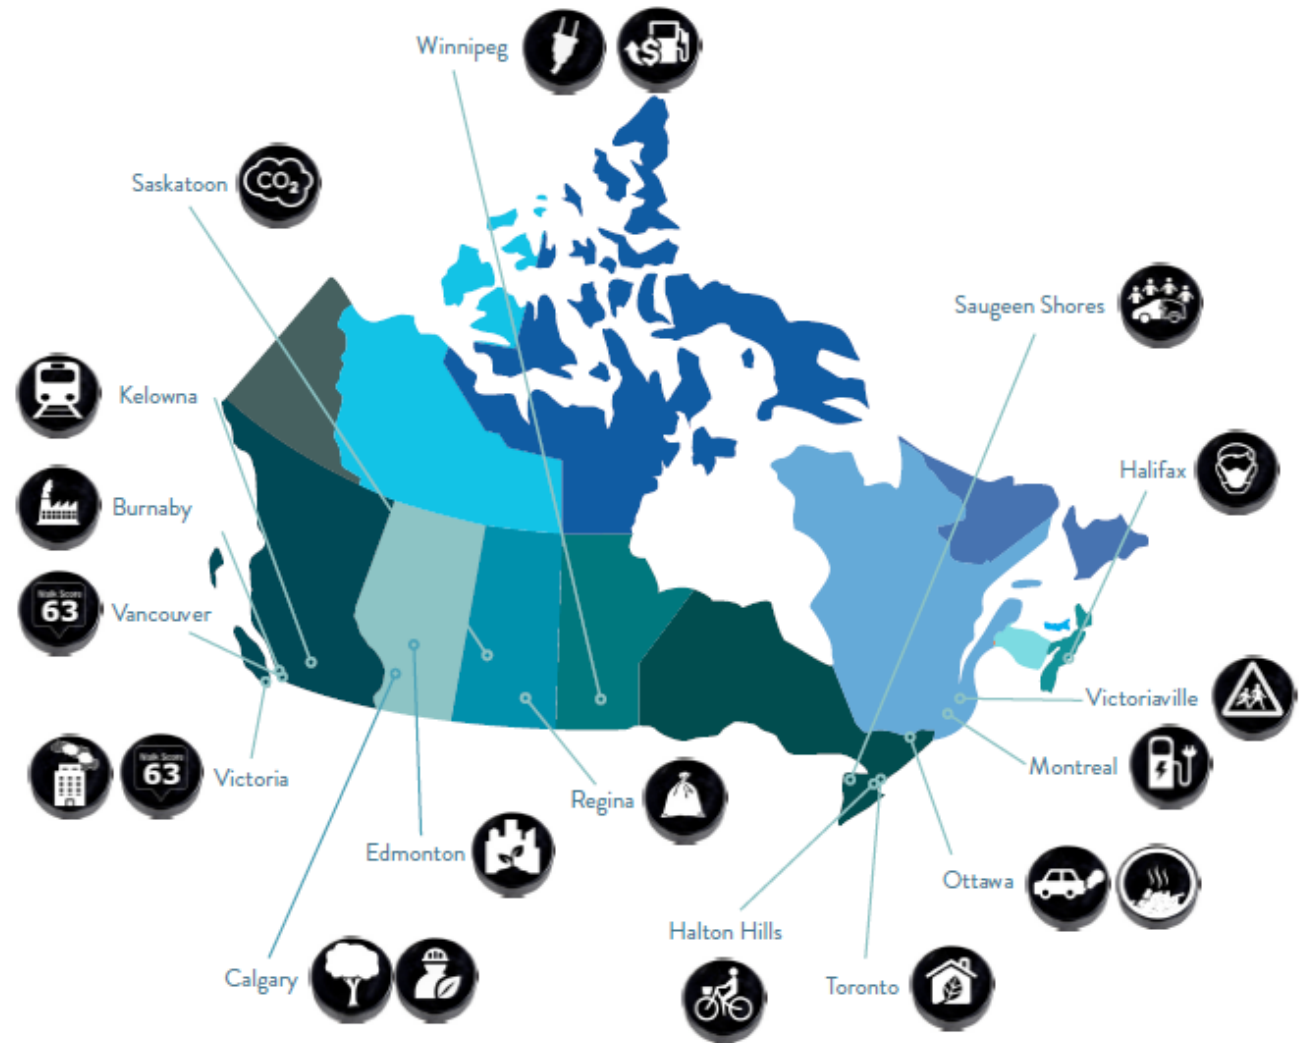 Winnipeg
$
Saskatoon
CO₂
Saugeen Shores
Kelowna
Halifax
Burnaby
Walk Score
63
Vancouver
Victoriaville
Montreal
Walk Score
63
Victoria
Regina
Edmonton
Ottawa
Halton Hills
Calgary
Toronto